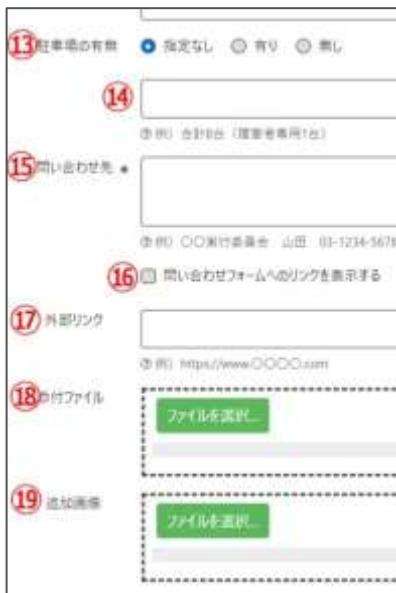 ⑬駐車場の有無 指定なし 有り 無し
⑭
例）合計8台（障害者専用1台）
⑮問い合わせ先
例）〇〇実行委員会 山田 03-1234-5678
⑯ 問い合わせフォームへのリンクを表示する
⑰ 外部リンク
例）https://www.〇〇〇〇.com
⑱添付ファイル
ファイルを選択...
⑲ 追加画像
ファイルを選択...